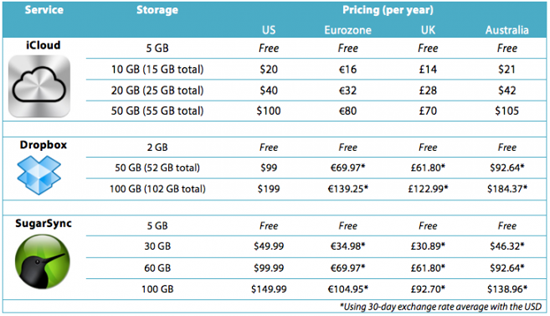 Service Storage Pricing (per year)
US Eurozone UK Australia
iCloud 5 GB Free Free Free Free
10 GB (15 GB total) $20 €16 £14 $21
20 GB (25 GB total) $40 €32 £28 $42
50 GB (55 GB total) $100 €80 £70 $105
Dropbox 2 GB Free Free Free Free
50 GB (52 GB total) $99 €69.97* £61.80* $92.64*
100 GB (102 GB total) $199 €139.25* £122.99* $184.37*
SugarSync 5 GB Free Free Free Free
30 GB $49.99 €34.98* £30.89* $46.32*
60 GB $99.99 €69.97* £61.80* $92.64*
100 GB $149.99 €104.95* £92.70* $138.96*
*Using 30-day exchange rate average with the USD